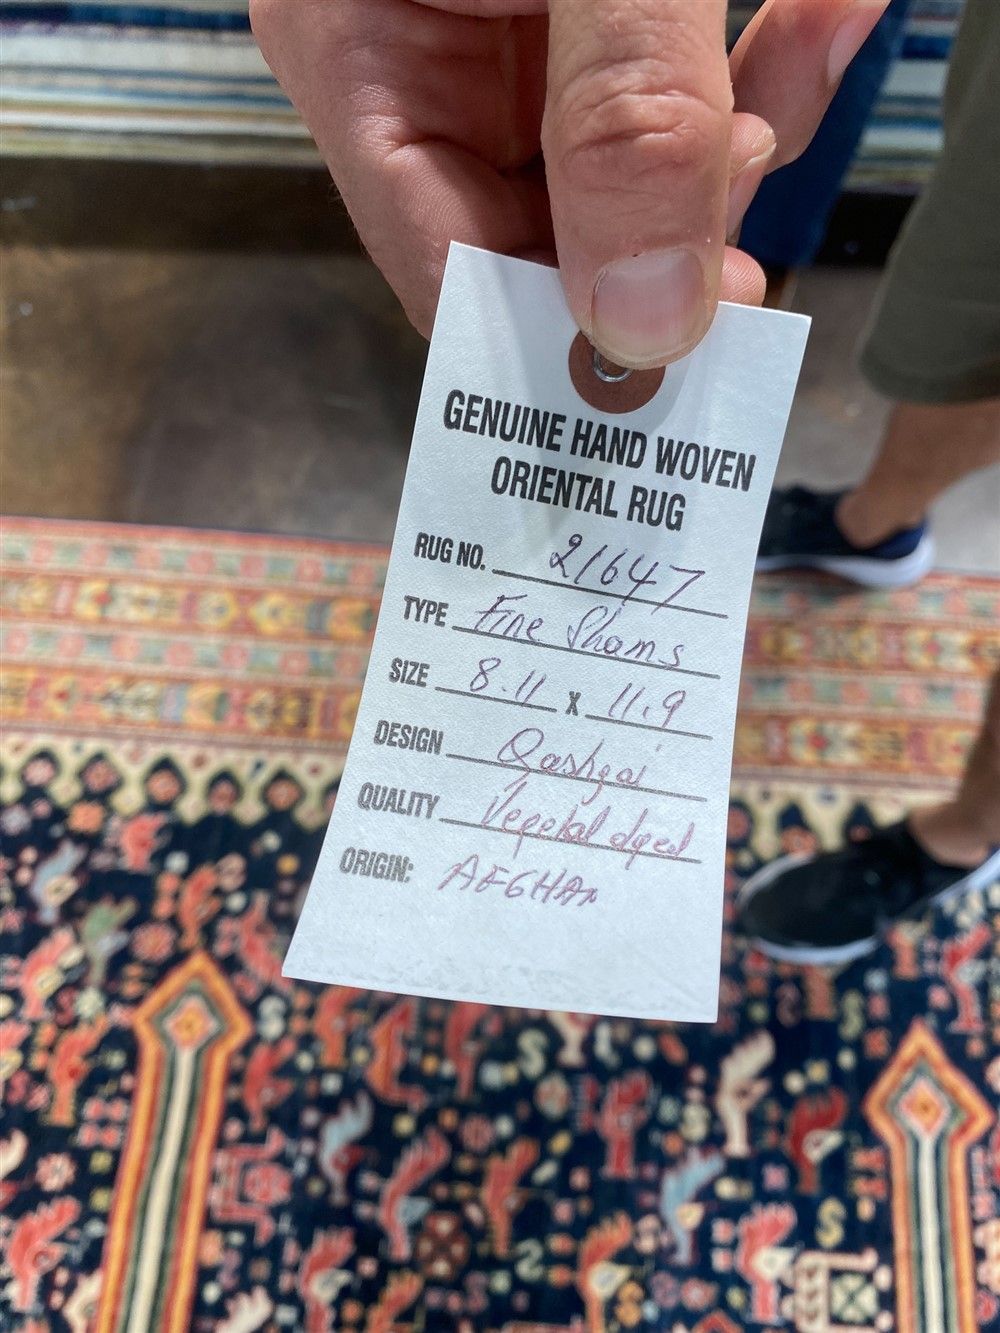 GENUINE HAND WOVEN
ORIENTAL RUG
RUG NO. 21647
TYPE Fine Shams
SIZE 8.11 X 11.9
DESIGN Qashgai
QUALITY Vegetal dyed
ORIGIN: AFGHAN